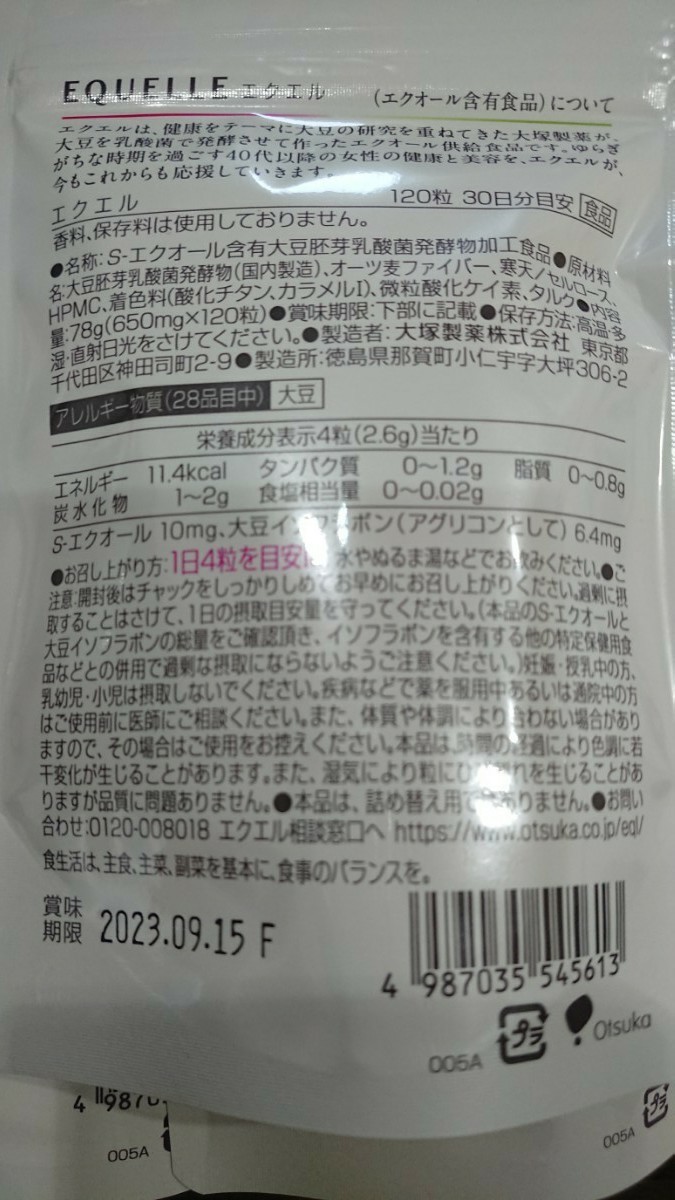 EQUELLE エクエル (エクオール含有食品)について
エクエルは、健康をテーマに大豆の研究を重ねてきた大塚製薬が、
大豆を乳酸菌で発酵させて作ったエクオール供給食品です。ゆらぎ
がちな時期を過ごす40代以降の女性の健康と美容を、エクエルが、
今もこれからも応援していきます。
エクエル 120粒 30日分目安 食品
香料、保存料は使用しておりません。
●名称:S-エクオール含有大豆胚芽乳酸菌発酵物加工食品●原材料
名:大豆胚芽乳酸菌発酵物(国内製造)、オーツ麦ファイバー、寒天/セルロース、
HPMC、着色料(酸化チタン、カラメルI)、微粒酸化ケイ素、タルク●内容
量:78g(650mg×120粒)●賞味期限:下部に記載●保存方法:高温・多
湿・直射日光をさけてください。●製造者:大塚製薬株式会社 東京都
千代田区神田司町2-9●製造所:徳島県那賀町小仁宇字大坪306-2
アレルギー物質(28品目中) 大豆
栄養成分表示4粒(2.6g)当たり
エネルギー 11.4kcal タンパク質 0〜1.2g 脂質 0〜0.8g
炭水化物 1〜2g 食塩相当量 0〜0.02g
S-エクオール 10mg、大豆イソフラボン(アグリコンとして) 6.4mg
●お召し上がり方:1日4粒を目安に、水やぬるま湯などでお飲みください。●ご
注意:開封後はチャックをしっかりしめてお早めにお召し上がりください。過剰に摂
取することはさけて、1日の摂取目安量を守ってください。(本品のS-エクオールと
大豆イソフラボンの総量をご確認頂き、イソフラボンを含有する他の特定保健用食
品などとの併用で過剰な摂取にならないようご注意ください。)妊娠・授乳中の方、
乳幼児・小児は摂取しないでください。疾病などで薬を服用中あるいは通院中の方
はご使用前に医師にご相談ください。また、体質や体調により合わない場合があり
ますので、その場合はご使用をお控えください。本品は、時間の経過により色調に若
干変化が生じることがあります。また、湿気により粒にひび割れを生じることがあ
りますが品質に問題ありません。●本品は、詰め替え用ではありません。●お問い
合わせ:0120-008018 エクエル相談窓口へ https://www.otsuka.co.jp/eql/
食生活は、主食、主菜、副菜を基本に、食事のバランスを。
賞味
期限 2023.09.15 F
4 987035 545613
005A プラ Otsuka
4 9870
005A
005A プラ